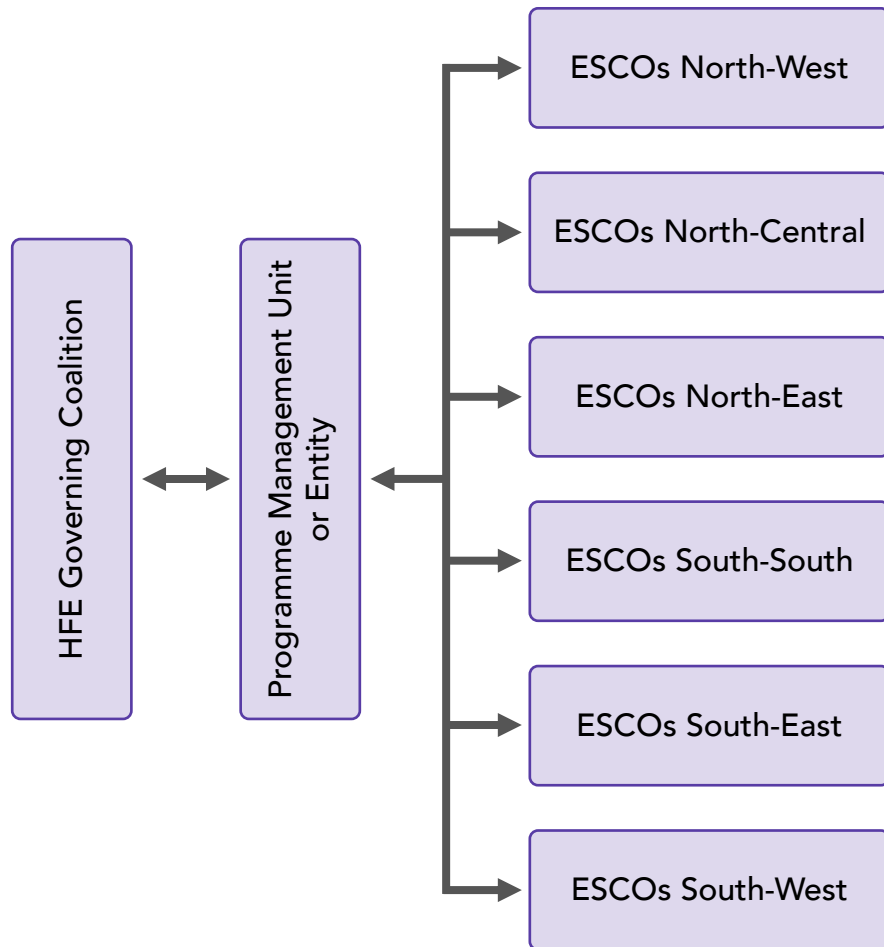 HFE Governing Coalition
Programme Management Unit
or Entity
ESCOs North-West
ESCOs North-Central
ESCOs North-East
ESCOs South-South
ESCOs South-East
ESCOs South-West